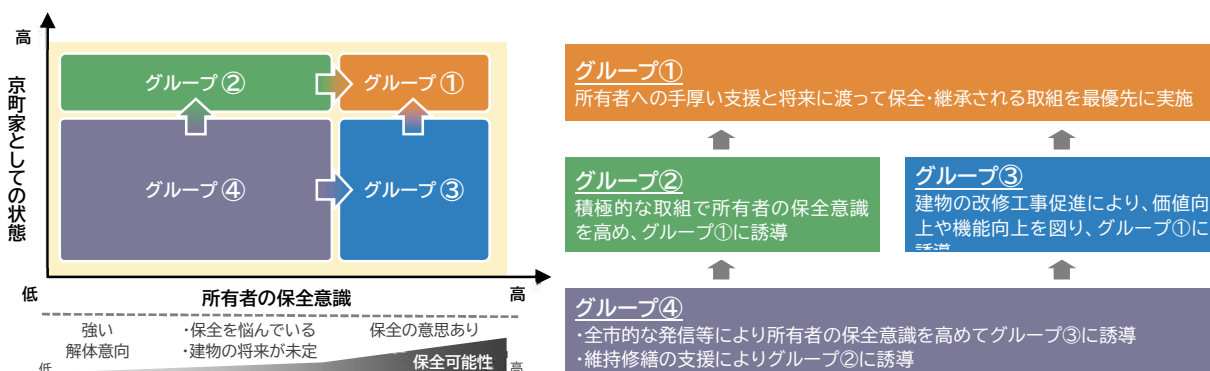 高
京町家としての状態
グループ②
グループ①
グループ④
グループ③
低
所有者の保全意識
高
強い
解体意向
・保全を悩んでいる
・建物の将来が未定
保全の意思あり
低
保全可能性
高
グループ①
所有者への手厚い支援と将来に渡って保全・継承される取組を最優先に実施
グループ②
積極的な取組で所有者の保全意識
を高め、グループ①に誘導
グループ③
建物の改修工事促進により、価値向
上や機能向上を図り、グループ①に
グループ④
・全市的な発信等により所有者の保全意識を高めてグループ③に誘導
・維持修繕の支援によりグループ②に誘導